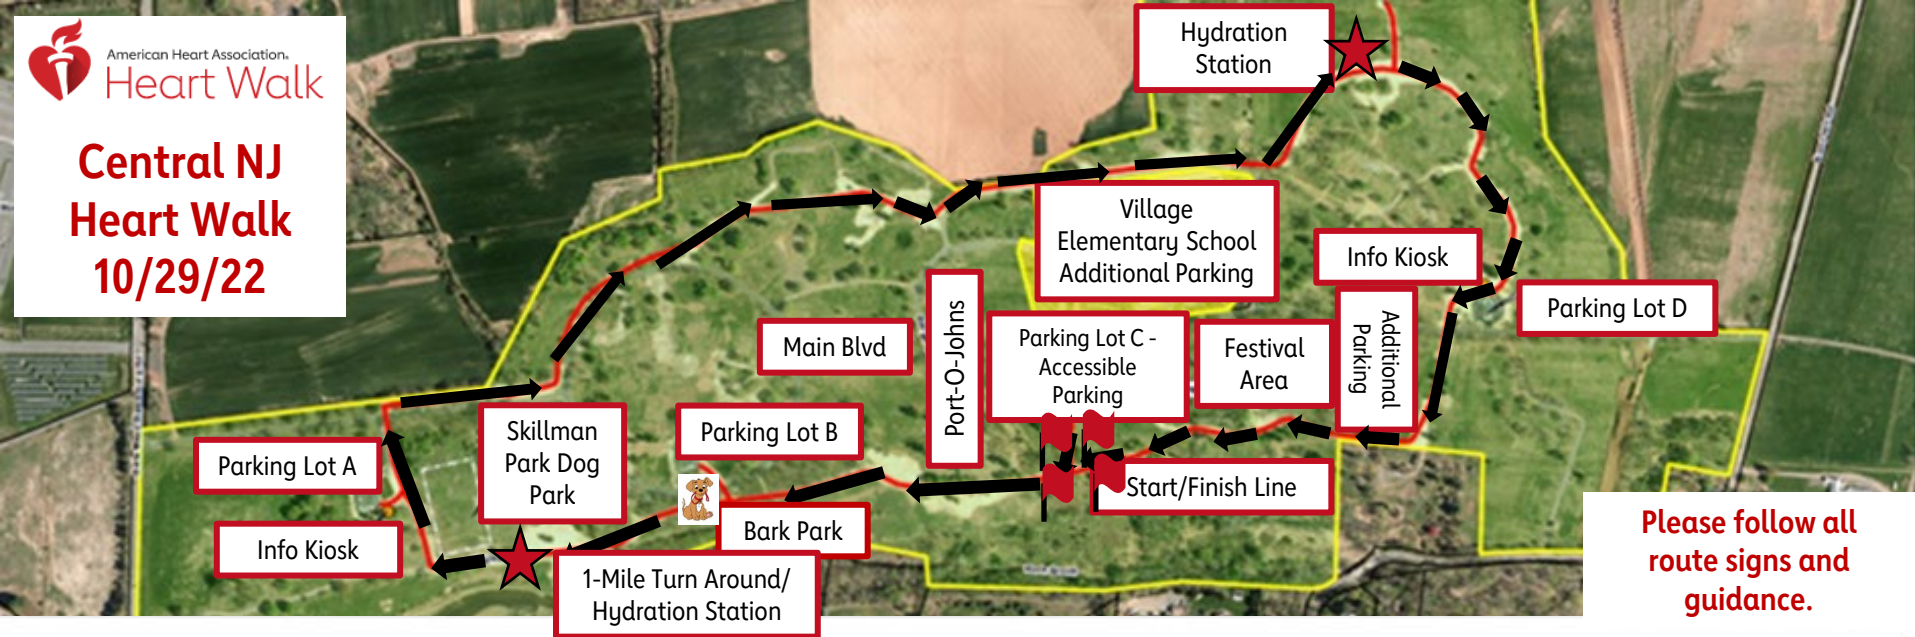 American Heart Association.
Heart Walk
Central NJ
Heart Walk
10/29/22
Hydration
Station
Village
Elementary School
Additional Parking
Info Kiosk
Parking Lot D
Additional
Parking
Main Blvd
Port-O-Johns
Parking Lot C -
Accessible
Parking
Festival
Area
Skillman
Park Dog
Park
Parking Lot B
Parking Lot A
Start/Finish Line
Bark Park
Info Kiosk
1-Mile Turn Around/
Hydration Station
Please follow all
route signs and
guidance.